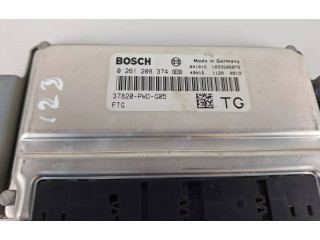 BOSCH
Made in Germany
0 261 208 374
37820-PWD-G05
FTG
TG
123